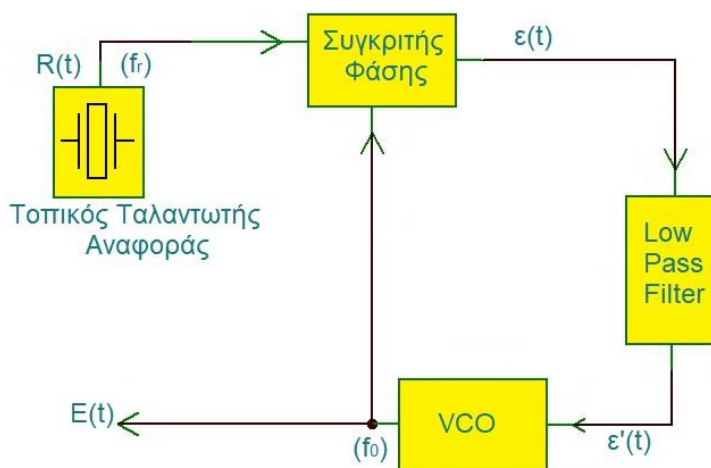 R(t) (fr)
Συγκριτής
Φάσης
ε(t)
Τοπικός Ταλαντωτής
Αναφοράς
Low
Pass
Filter
E(t)
(f0)
VCO
ε'(t)